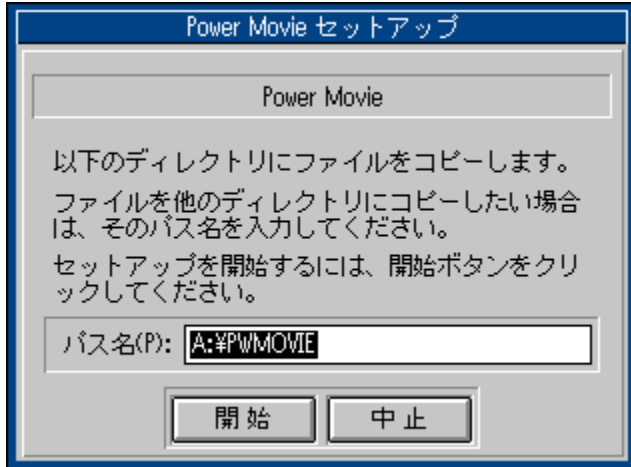 Power Movie セットアップ
Power Movie
以下のディレクトリにファイルをコピーします。
ファイルを他のディレクトリにコピーしたい場合
は、そのパス名を入力してください。
セットアップを開始するには、開始ボタンをクリ
ックしてください。
パス名(P): A:¥PWMOVIE
開始 中止